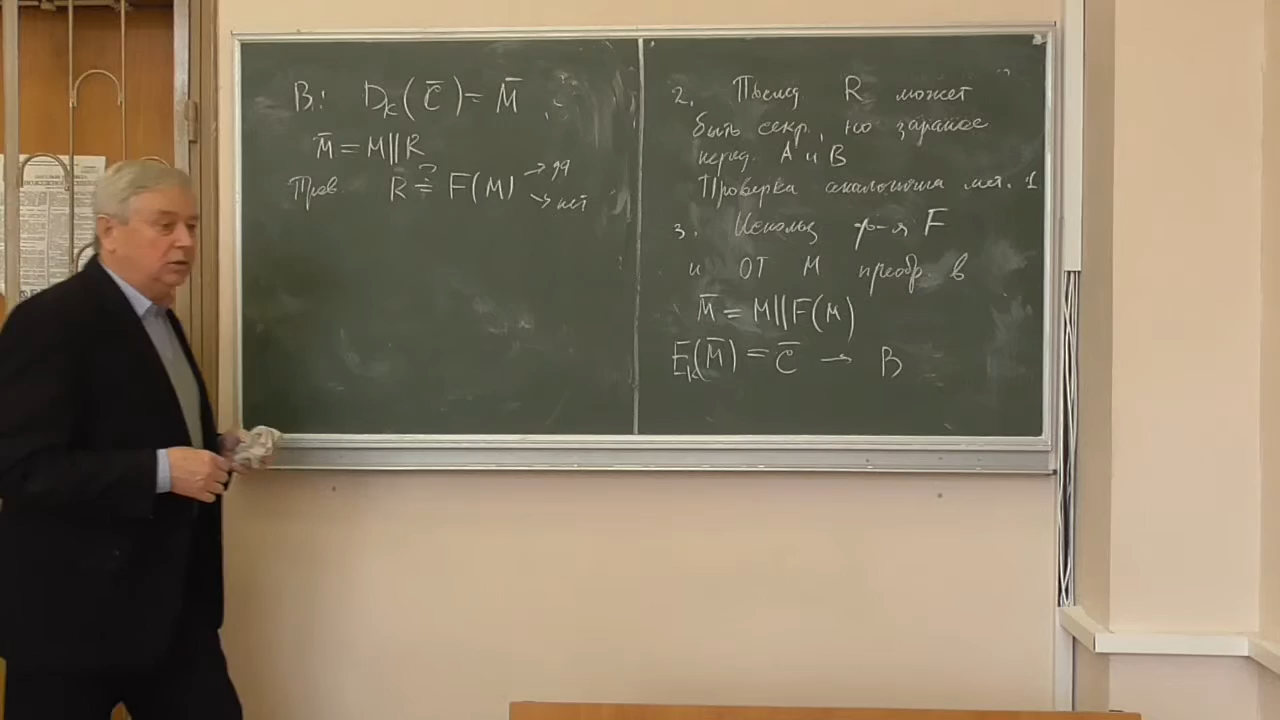 В: D_K(C̅) = M̅,
M̅ = M||R
Пров. R ≟ F(M) → да
→ нет
2. Послед R может
быть секр., но заранее
перед. А и В
Проверка аналогична мет. 1
3. Использ ф-я F
и ОТ М преобр. в
M̅ = M||F(M)
E_K(M̅) = C̅ → B